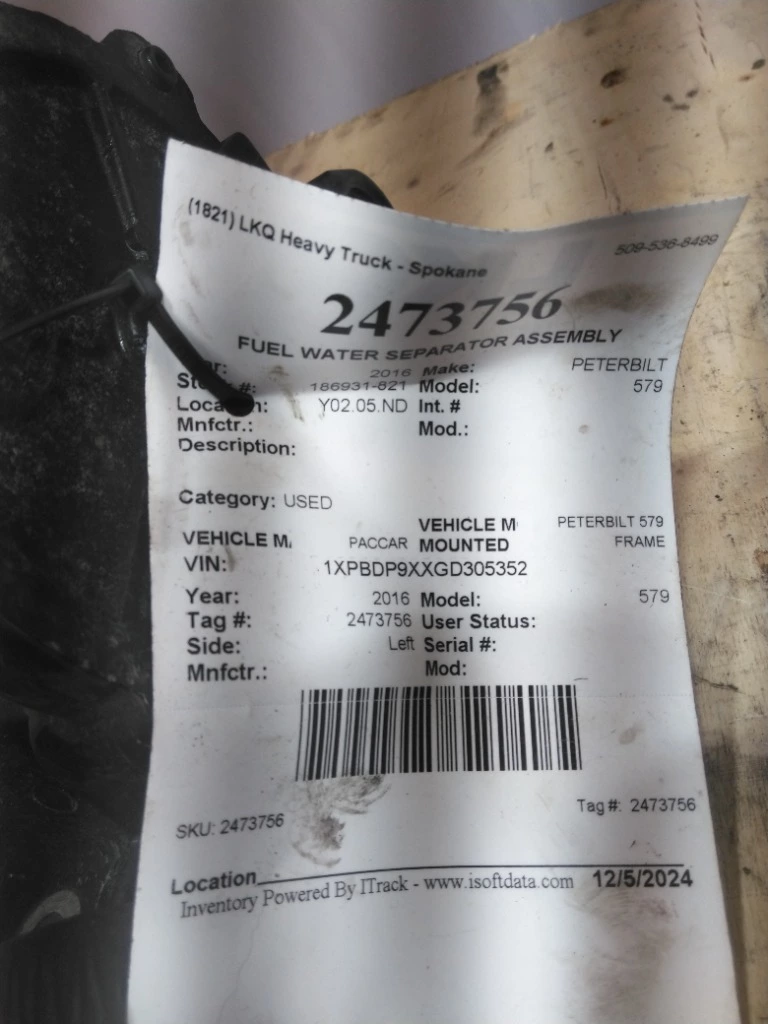 (1821) LKQ Heavy Truck - Spokane 509-536-8499
2473756
FUEL WATER SEPARATOR ASSEMBLY
2016 Make: PETERBILT
186931-821 Model: 579
Y02.05.ND Int. #
Mnfctr.: Mod.:
Description:
Category: USED
VEHICLE M PETERBILT 579
VEHICLE MA PACCAR MOUNTED FRAME
VIN: 1XPBDP9XXGD305352
Year: 2016 Model: 579
Tag #: 2473756 User Status:
Side: Left Serial #:
Mnfctr.: Mod:
SKU: 2473756 Tag #: 2473756
Location
Inventory Powered By ITrack - www.isoftdata.com 12/5/2024